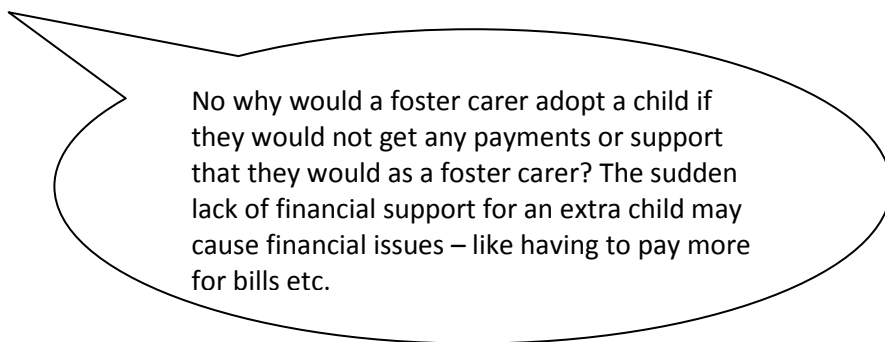 No why would a foster carer adopt a child if
they would not get any payments or support
that they would as a foster carer? The sudden
lack of financial support for an extra child may
cause financial issues – like having to pay more
for bills etc.